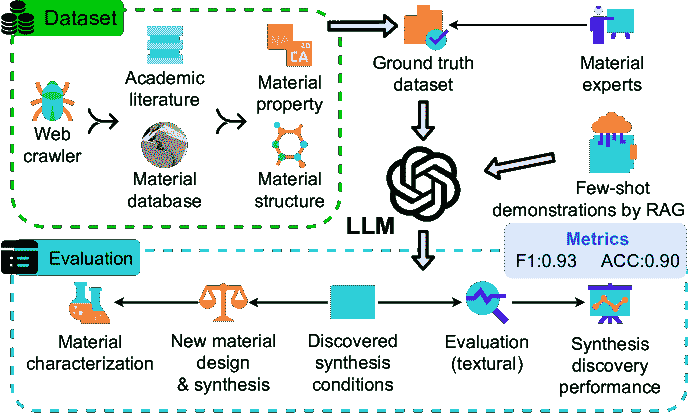 Dataset
Web
crawler
Academic
literature
Material
database
Material
property
Material
structure
CA
Ground truth
dataset
Material
experts
LLM
Few-shot
demonstrations by RAG
Metrics
F1:0.93 ACC:0.90
Evaluation
Material
characterization
New material
design
& synthesis
Discovered
synthesis
conditions
Evaluation
(textural)
Synthesis
discovery
performance